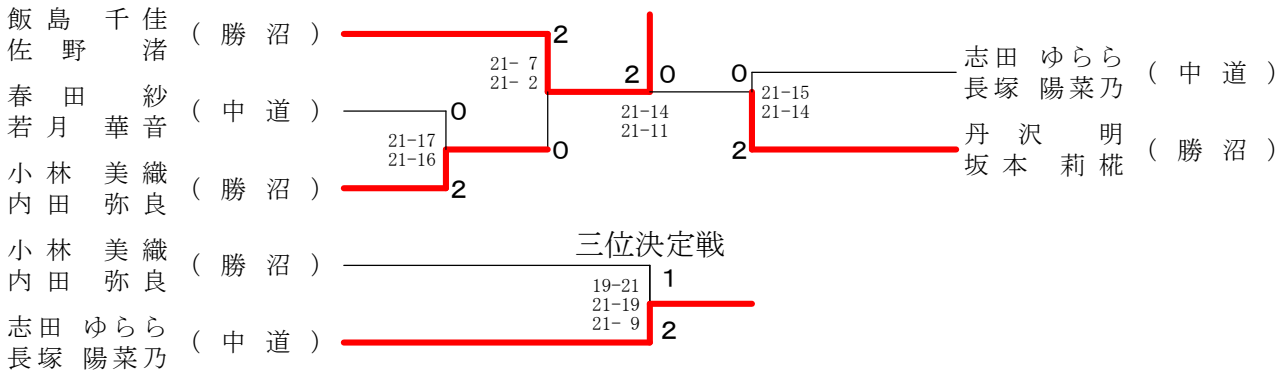 飯島 千佳
佐野 渚
(勝沼)
2
21- 7
21- 2
春田 紗
若月 華音
(中道)
0
21-17
21-16
0
小林 美織
内田 弥良
(勝沼)
2
2 0
21-14
21-11
0
21-15
21-14
2
志田 ゆらら
長塚 陽菜乃
(中道)
丹沢 明
坂本 莉椛
(勝沼)
三位決定戦
小林 美織
内田 弥良
(勝沼)
1
19-21
21-19
21- 9
2
志田 ゆらら
長塚 陽菜乃
(中道)